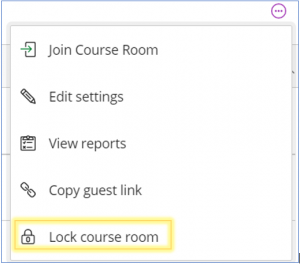 Join Course Room
Edit settings
View reports
Copy guest link
Lock course room